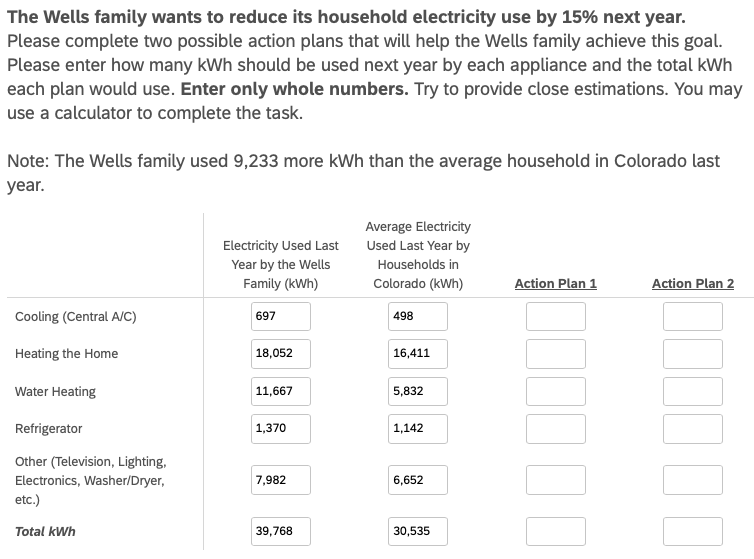 The Wells family wants to reduce its household electricity use by 15% next year.
Please complete two possible action plans that will help the Wells family achieve this goal.
Please enter how many kWh should be used next year by each appliance and the total kWh
each plan would use. Enter only whole numbers. Try to provide close estimations. You may
use a calculator to complete the task.
Note: The Wells family used 9,233 more kWh than the average household in Colorado last
year.
Electricity Used Last
Year by the Wells
Family (kWh)
Average Electricity
Used Last Year by
Households in
Colorado (kWh)
Action Plan 1
Action Plan 2
Cooling (Central A/C)
697
498
Heating the Home
18,052
16,411
Water Heating
11,667
5,832
Refrigerator
1,370
1,142
Other (Television, Lighting,
Electronics, Washer/Dryer,
etc.)
7,982
6,652
Total kWh
39,768
30,535